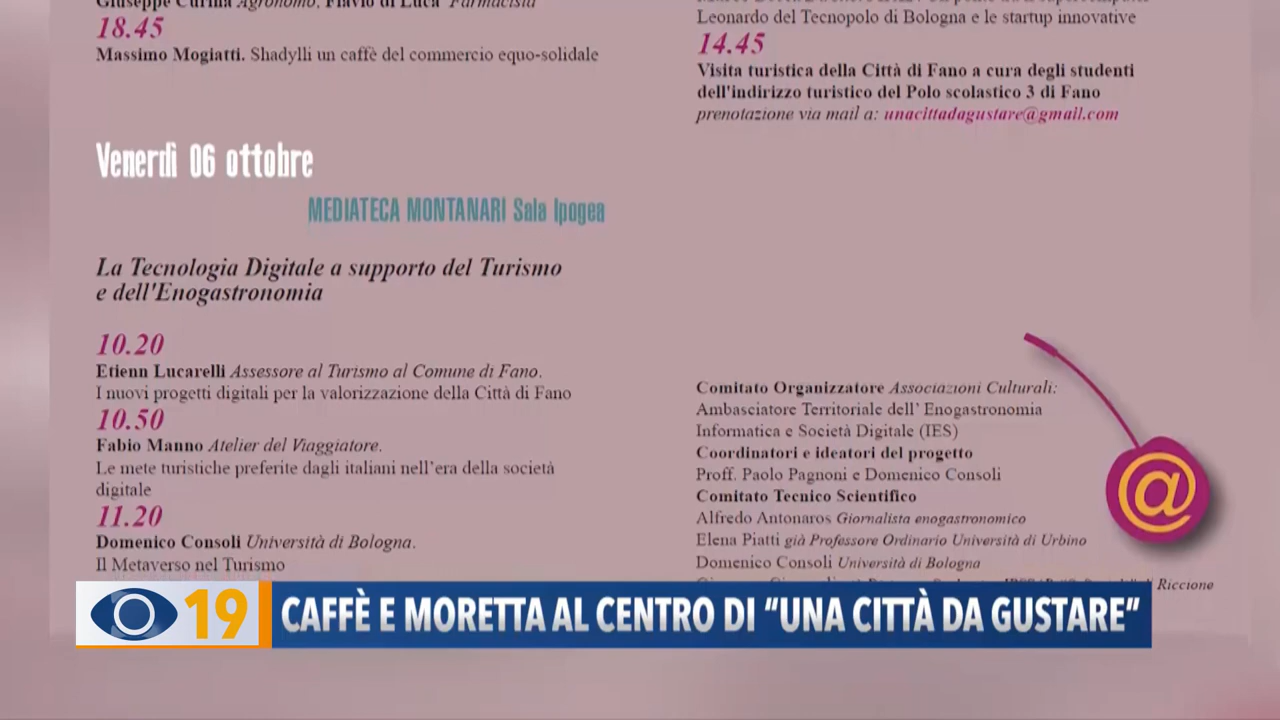 Giuseppe Curina Agronomo, Flavio di Luca Farmacista
18.45
Massimo Mogiatti. Shadylli un caffè del commercio equo-solidale
Venerdì 06 ottobre
MEDIATECA MONTANARI Sala Ipogea
La Tecnologia Digitale a supporto del Turismo
e dell'Enogastronomia
10.20
Etienn Lucarelli Assessore al Turismo al Comune di Fano.
I nuovi progetti digitali per la valorizzazione della Città di Fano
10.50
Fabio Manno Atelier del Viaggiatore.
Le mete turistiche preferite dagli italiani nell'era della società
digitale
11.20
Domenico Consoli Università di Bologna.
Il Metaverso nel Turismo
Leonardo del Tecnopolo di Bologna e le startup innovative
14.45
Visita turistica della Città di Fano a cura degli studenti
dell'indirizzo turistico del Polo scolastico 3 di Fano
prenotazione via mail a: unacittadagustare@gmail.com
Comitato Organizzatore Associazioni Culturali:
Ambasciatore Territoriale dell' Enogastronomia
Informatica e Società Digitale (IES)
Coordinatori e ideatori del progetto
Proff. Paolo Pagnoni e Domenico Consoli
Comitato Tecnico Scientifico
Alfredo Antonaros Giornalista enogastronomico
Elena Piatti già Professore Ordinario Università di Urbino
Domenico Consoli Università di Bologna
Riccione
@
19
CAFFÈ E MORETTA AL CENTRO DI “UNA CITTÀ DA GUSTARE”